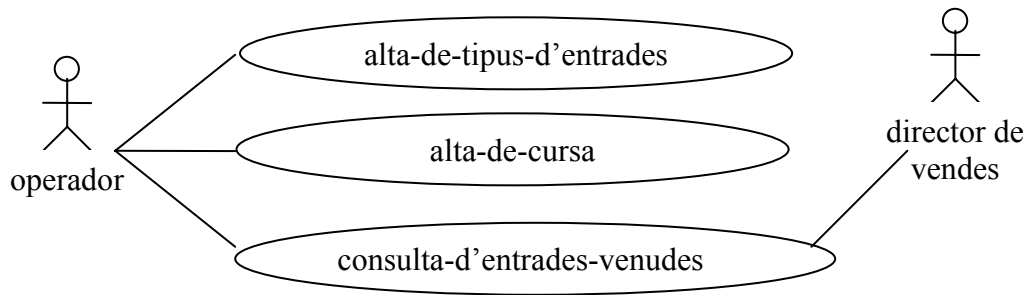 alta-de-tipus-d’entrades
operador
alta-de-cursa
director de
vendes
consulta-d’entrades-venudes